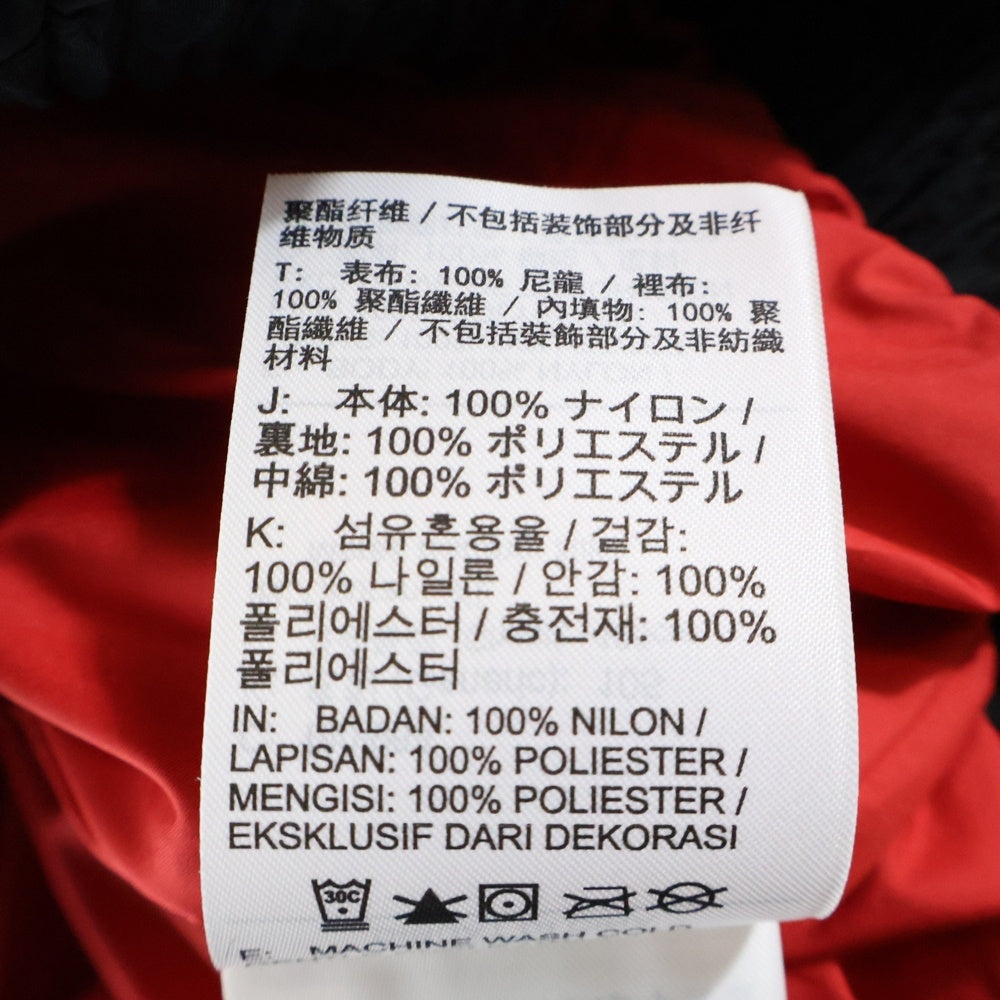 聚酯纤维 / 不包括装饰部分及非纤
维物质
T: 表布: 100% 尼龍 / 裡布:
100% 聚酯纖維 / 內填物: 100% 聚
酯纖維 / 不包括裝飾部分及非紡織
材料
J: 本体: 100% ナイロン /
裏地: 100% ポリエステル /
中綿: 100% ポリエステル
K: 섬유혼용율 / 겉감:
100% 나일론 / 안감: 100%
폴리에스터 / 충전재: 100%
폴리에스터
IN: BADAN: 100% NILON /
LAPISAN: 100% POLIESTER /
MENGISI: 100% POLIESTER /
EKSKLUSIF DARI DEKORASI
30C
E: MACHINE WASH COLD